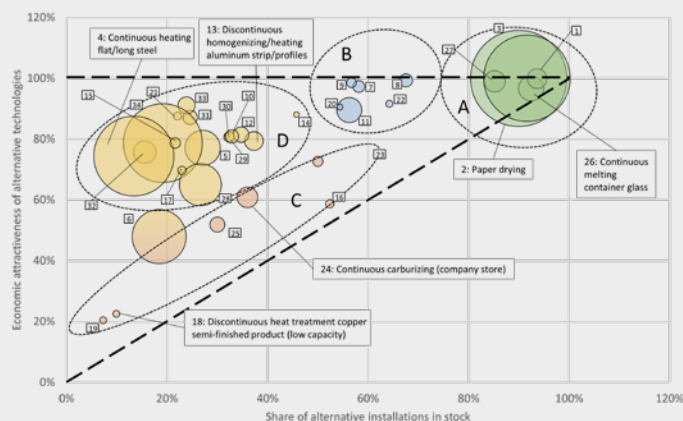 120%
100%
80%
60%
40%
20%
0%
0%
20%
40%
60%
80%
100%
120%
Economic attractiveness of alternative technologies
Share of alternative installations in stock
4: Continuous heating
flat/long steel
13: Discontinuous
homogenizing/heating
aluminum strip/profiles
B
A
D
C
2: Paper drying
26: Continuous
melting
container glass
24: Continuous carburizing (company store)
18: Discontinuous heat treatment copper
semi-finished product (low capacity)
3
1
27
9
7
8
20
22
11
14
15
34
21
33
31
30
10
12
29
5
28
17
32
6
25
23
16
19